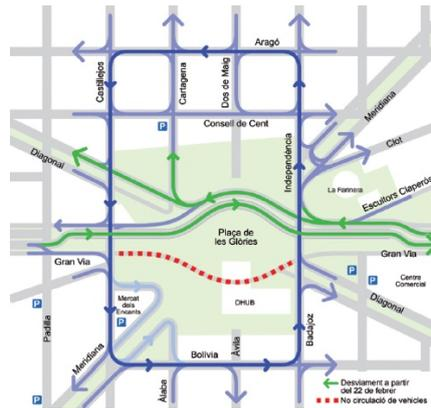 Aragó
Castillejos
Cartagena
Dos de Maig
Meridiana
P
Consell de Cent
Clot
Diagonal
Independència
La Farinera
Escultors Claperós
Plaça de
les Glòries
Gran Via
Gran Via
P
P
Centre
Comercial
Mercat
dels
Encants
P
DHUB
Diagonal
P
Padilla
Meridiana
Bolívia
Àvila
Badajoz
Àlaba
P
Desviament a partir
del 22 de febrer
No circulació de vehicles